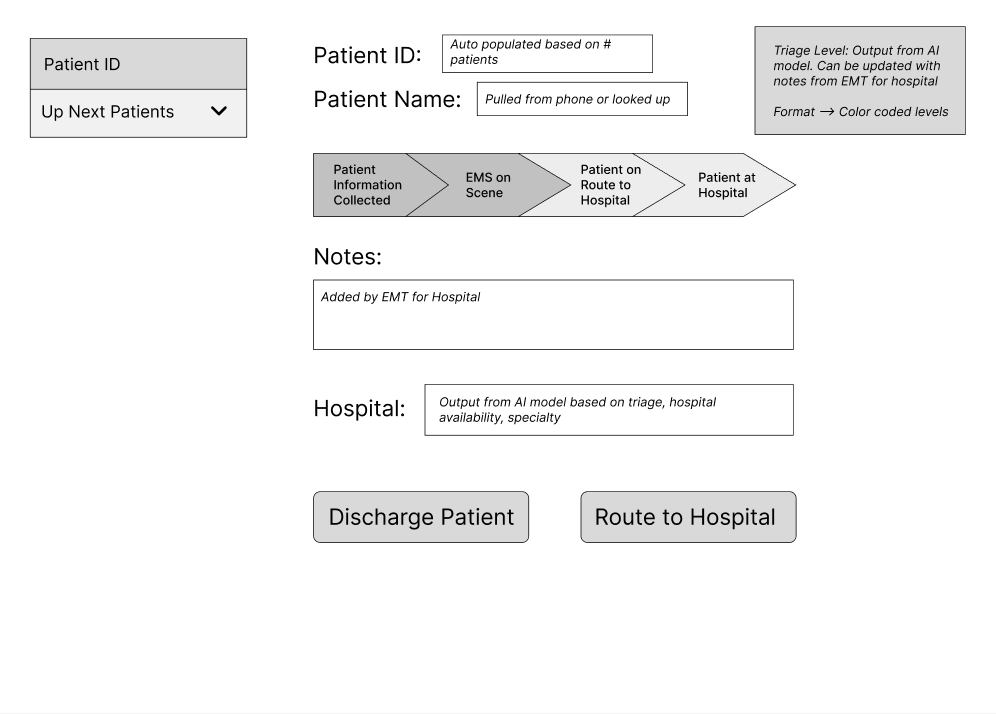 Patient ID
Up Next Patients
Patient ID:
Auto populated based on #
patients
Patient Name:
Pulled from phone or looked up
Triage Level: Output from AI
model. Can be updated with
notes from EMT for hospital
Format → Color coded levels
Patient
Information
Collected
EMS on
Scene
Patient on
Route to
Hospital
Patient at
Hospital
Notes:
Added by EMT for Hospital
Hospital:
Output from AI model based on triage, hospital
availability, specialty
Discharge Patient
Route to Hospital